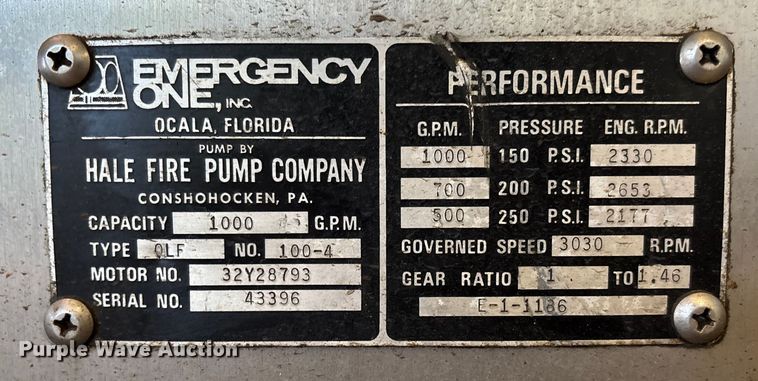 EMERGENCY
ONE, INC.
OCALA, FLORIDA
PUMP BY
HALE FIRE PUMP COMPANY
CONSHOHOCKEN, PA.
CAPACITY 1000 G.P.M.
TYPE QLF NO. 100-4
MOTOR NO. 32Y28793
SERIAL NO. 43396
PERFORMANCE
G.P.M. PRESSURE ENG. R.P.M.
1000 150 P.S.I. 2330
700 200 P.S.I. 2653
500 250 P.S.I. 2177
GOVERNED SPEED 3030 R.P.M.
GEAR RATIO 1 TO 1.46
E-1-1186
Purple Wave Auction